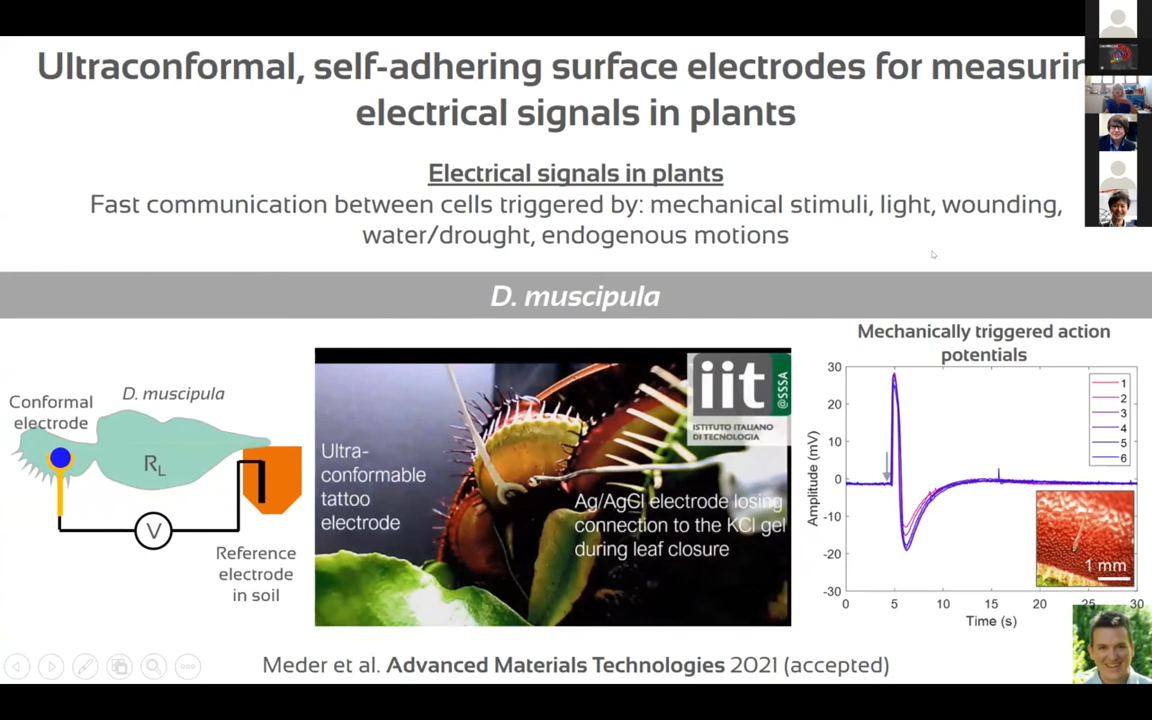 Ultraconformal, self-adhering surface electrodes for measurin
electrical signals in plants
Electrical signals in plants
Fast communication between cells triggered by: mechanical stimuli, light, wounding,
water/drought, endogenous motions
D. muscipula
Conformal
electrode
D. muscipula
R_L
V
Reference
electrode
in soil
iit
@SSSA
ISTITUTO ITALIANO
DI TECNOLOGIA
Ultra-
conformable
tattoo
electrode
Ag/AgCl electrode losing
connection to the KCl gel
during leaf closure
Mechanically triggered action
potentials
Amplitude (mV)
30
20
10
0
-10
-20
-30
1
2
3
4
5
6
1 mm
0 5 10 15 20 25 30
Time (s)
Meder et al. Advanced Materials Technologies 2021 (accepted)